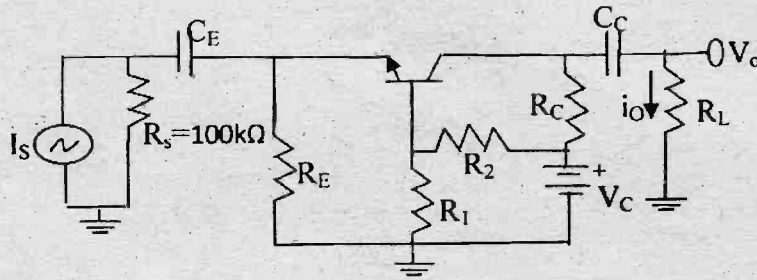 C_E
C_C
V_o
I_S
R_s=100kΩ
R_E
R_2
R_1
R_C
+
V_C
i_O
R_L